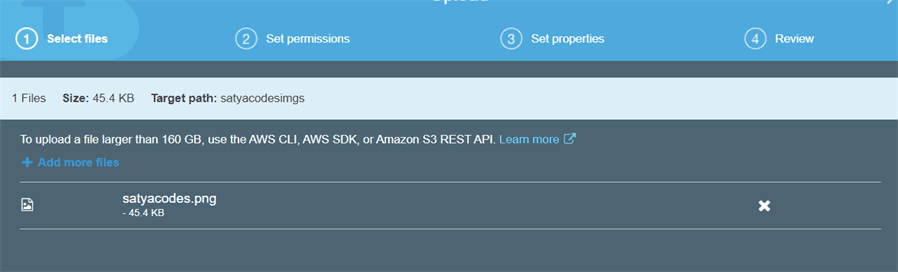 Upload
1 Select files 2 Set permissions 3 Set properties 4 Review
1 Files Size: 45.4 KB Target path: satyacodesimgs
To upload a file larger than 160 GB, use the AWS CLI, AWS SDK, or Amazon S3 REST API. Learn more
Add more files
satyacodes.png
- 45.4 KB